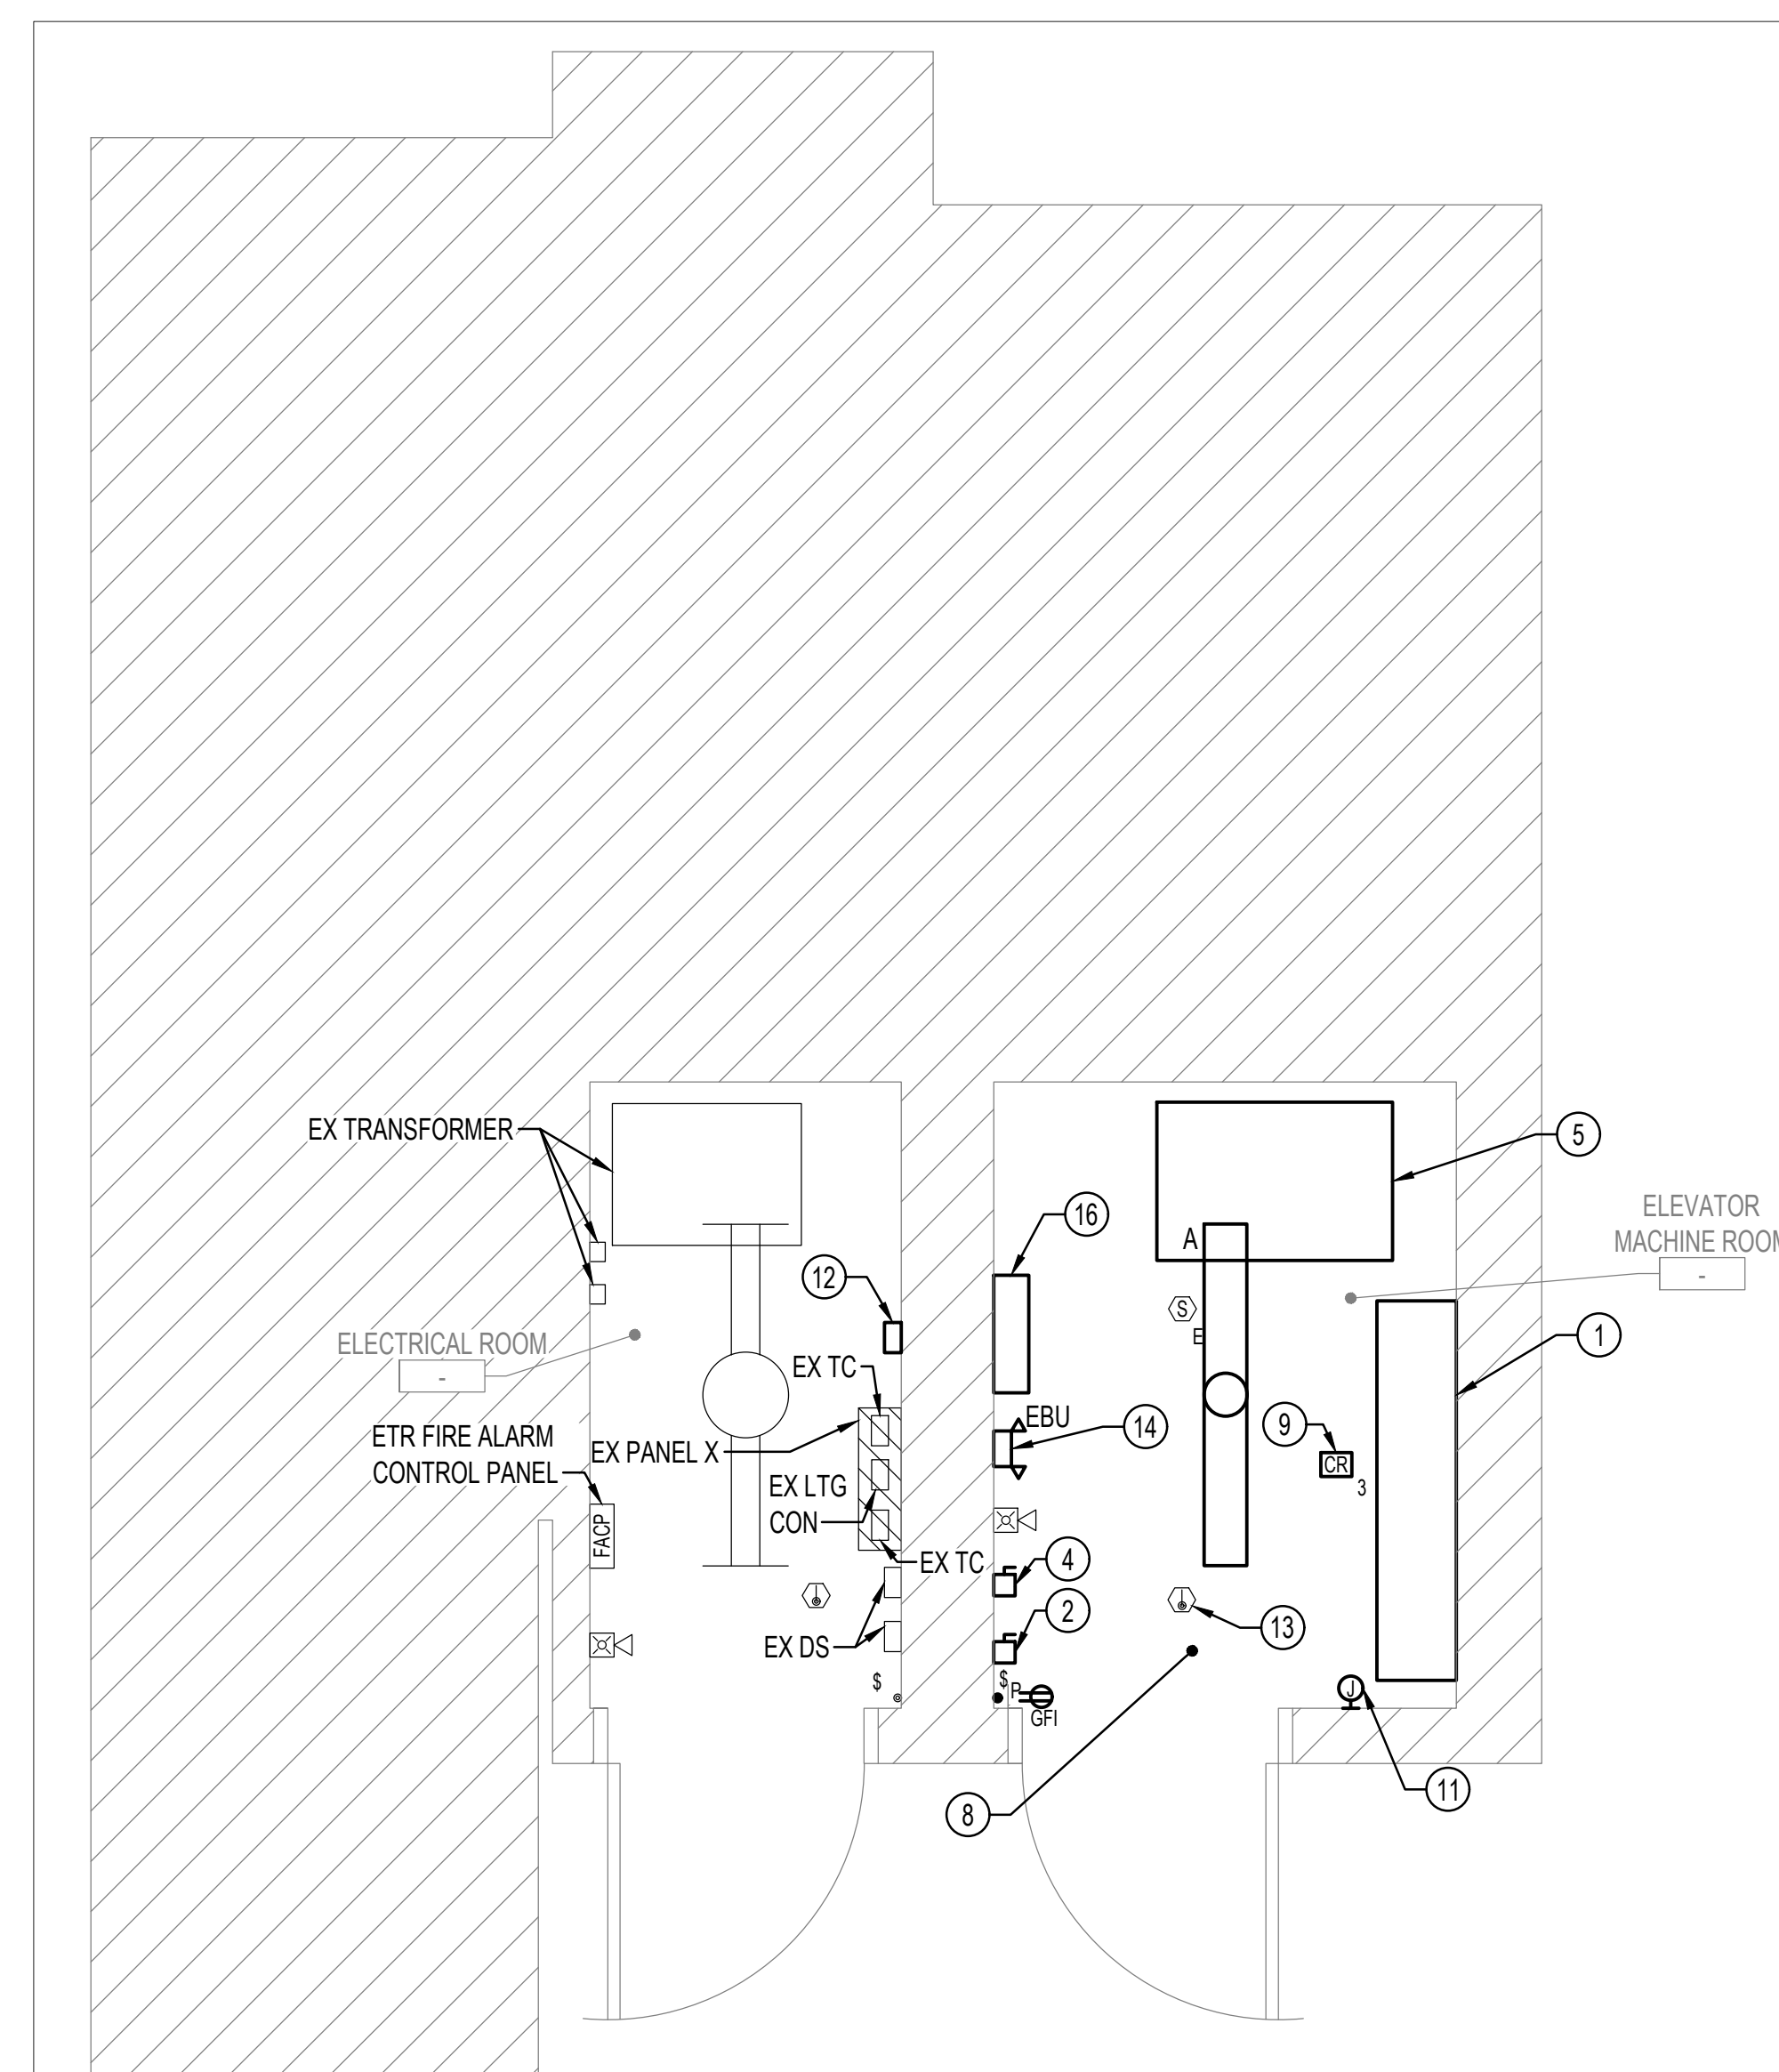 EX TRANSFORMER
5
ELEVATOR
MACHINE ROOM
-
16
A
12
S
E
1
ELECTRICAL ROOM
-
EX TC
EBU
14
9
CR
3
ETR FIRE ALARM
CONTROL PANEL
EX PANEL X
EX LTG
CON
FACP
EX TC
4
2
13
EX DS
$
$
P
GFI
J
11
8